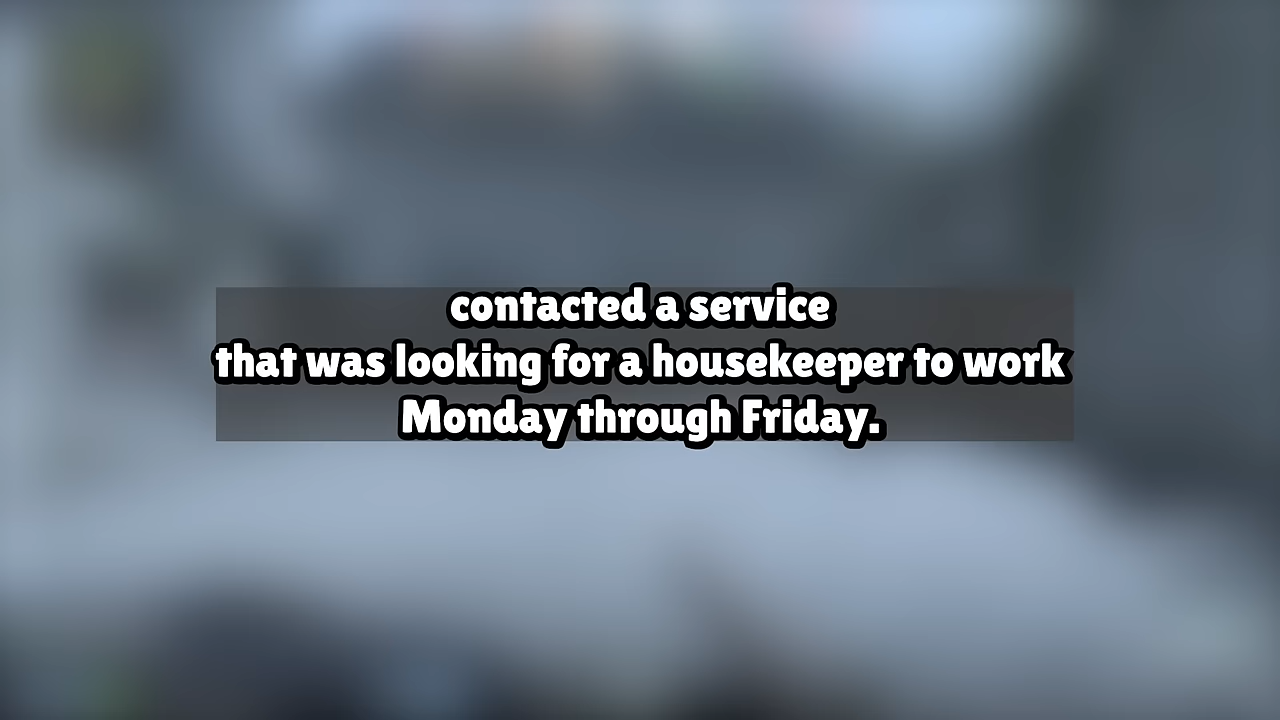 contacted a service
that was looking for a housekeeper to work
Monday through Friday.